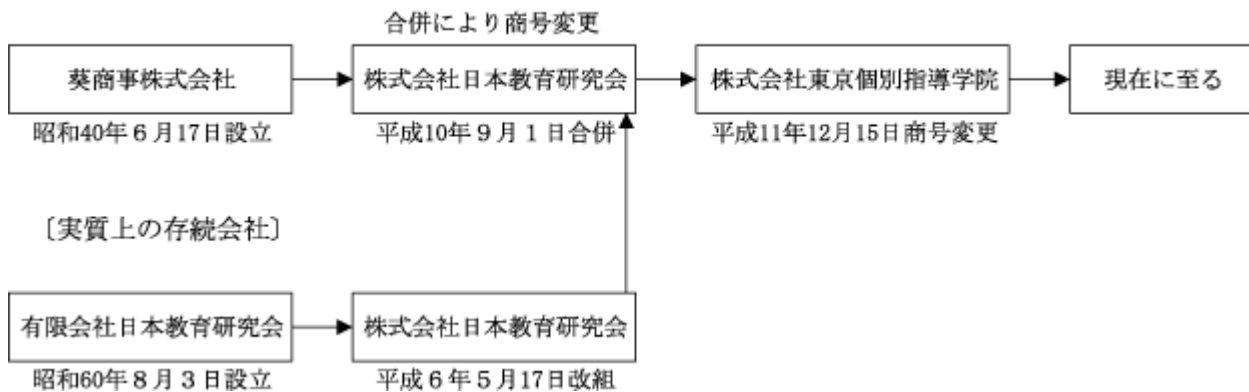 合併により商号変更
葵商事株式会社
株式会社日本教育研究会
株式会社東京個別指導学院
現在に至る
昭和40年6月17日設立
平成10年9月1日合併
平成11年12月15日商号変更
〔実質上の存続会社〕
有限会社日本教育研究会
株式会社日本教育研究会
昭和60年8月3日設立
平成6年5月17日改組